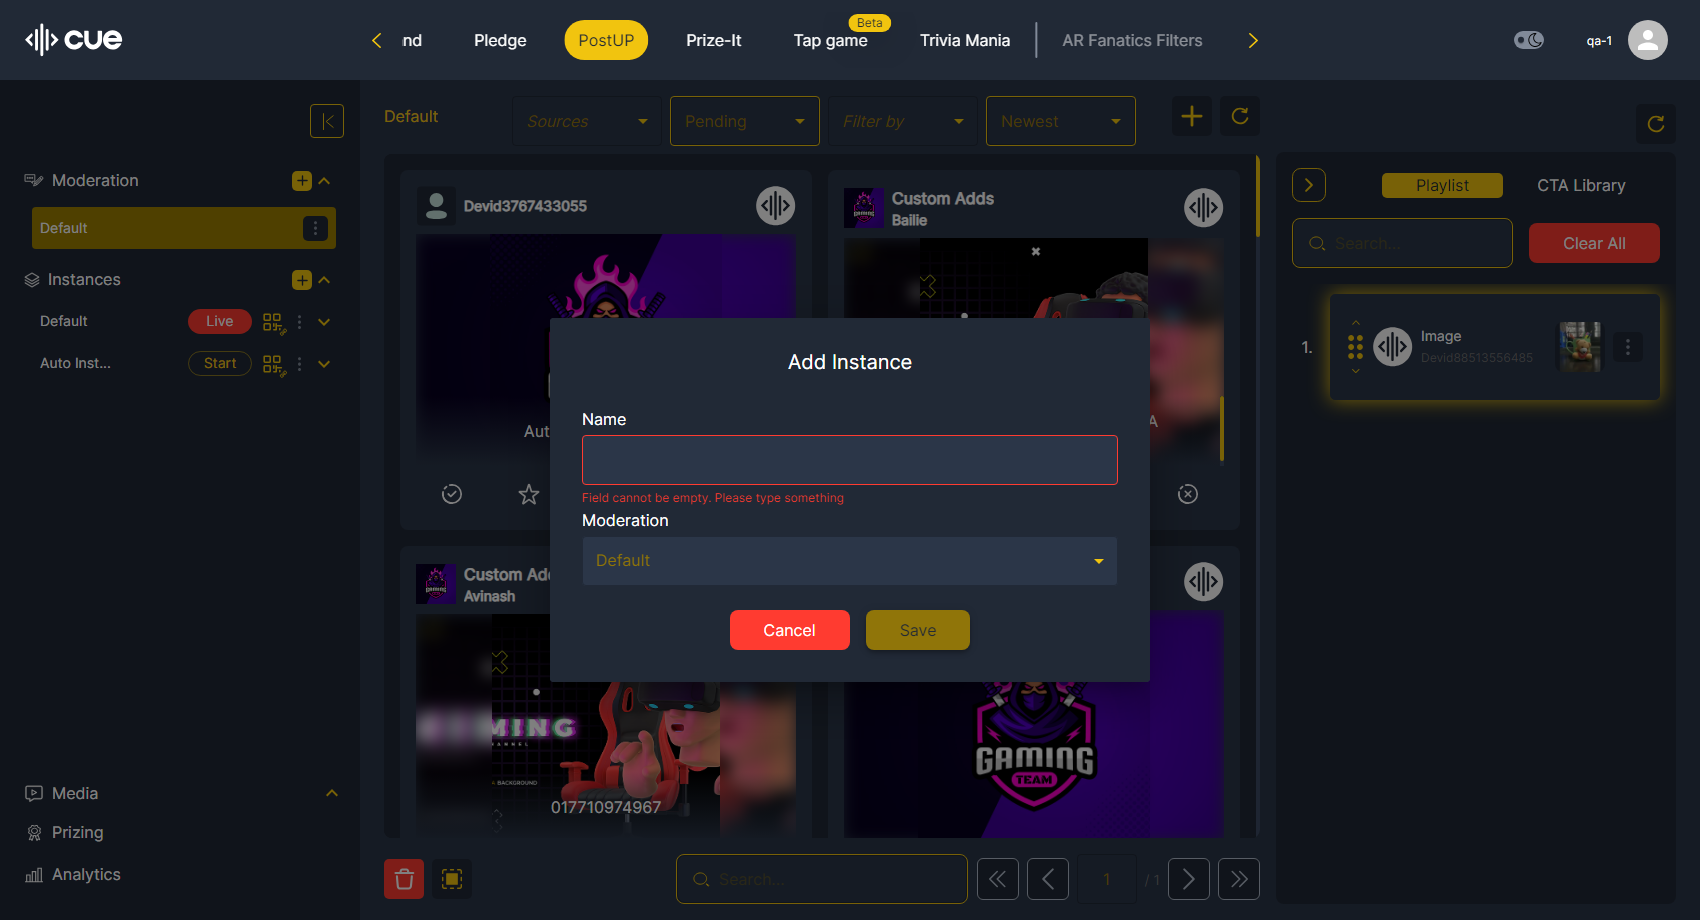 cue
nd
Pledge
PostUP
Prize-It
Tap game
Beta
Trivia Mania
AR Fanatics Filters
qa-1
Moderation
Default
Instances
Default
Live
Auto Inst...
Start
Media
Prizing
Analytics
Default
Sources
Pending
Filter by
Newest
Devid3767433055
Custom Adds
Bailie
Aut
A
Custom Add
Avinash
MING
BACKGROUND
017710974967
GAMING
TEAM
Search...
1
/ 1
Add Instance
Name
Field cannot be empty. Please type something
Moderation
Default
Cancel
Save
Playlist
CTA Library
Search...
Clear All
1.
Image
Devid88513556485